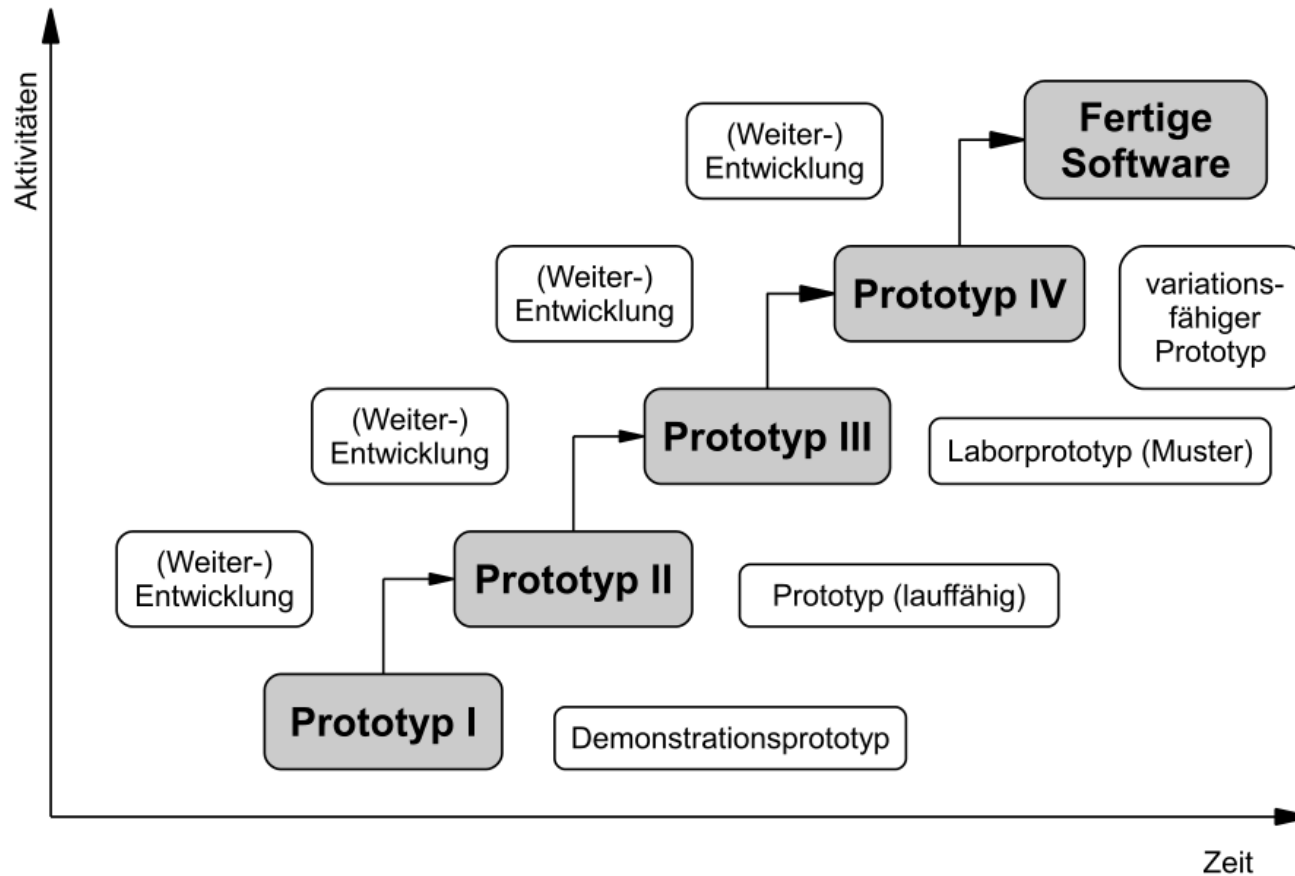 Aktivitäten
(Weiter-)
Entwicklung
Fertige
Software
(Weiter-)
Entwicklung
Prototyp IV
variations-
fähiger
Prototyp
(Weiter-)
Entwicklung
Prototyp III
Laborprototyp (Muster)
(Weiter-)
Entwicklung
Prototyp II
Prototyp (lauffähig)
Prototyp I
Demonstrationsprototyp
Zeit